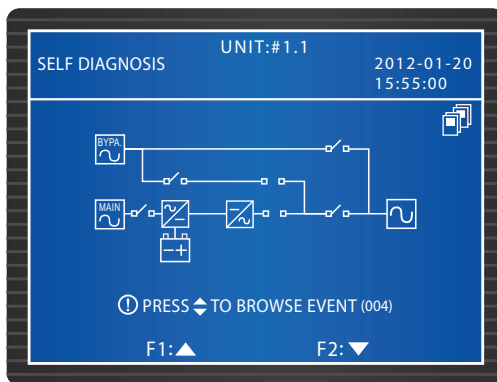 UNIT:#1.1
SELF DIAGNOSIS
2012-01-20
15:55:00
BYPA.
MAIN
PRESS TO BROWSE EVENT (004)
F1: F2: